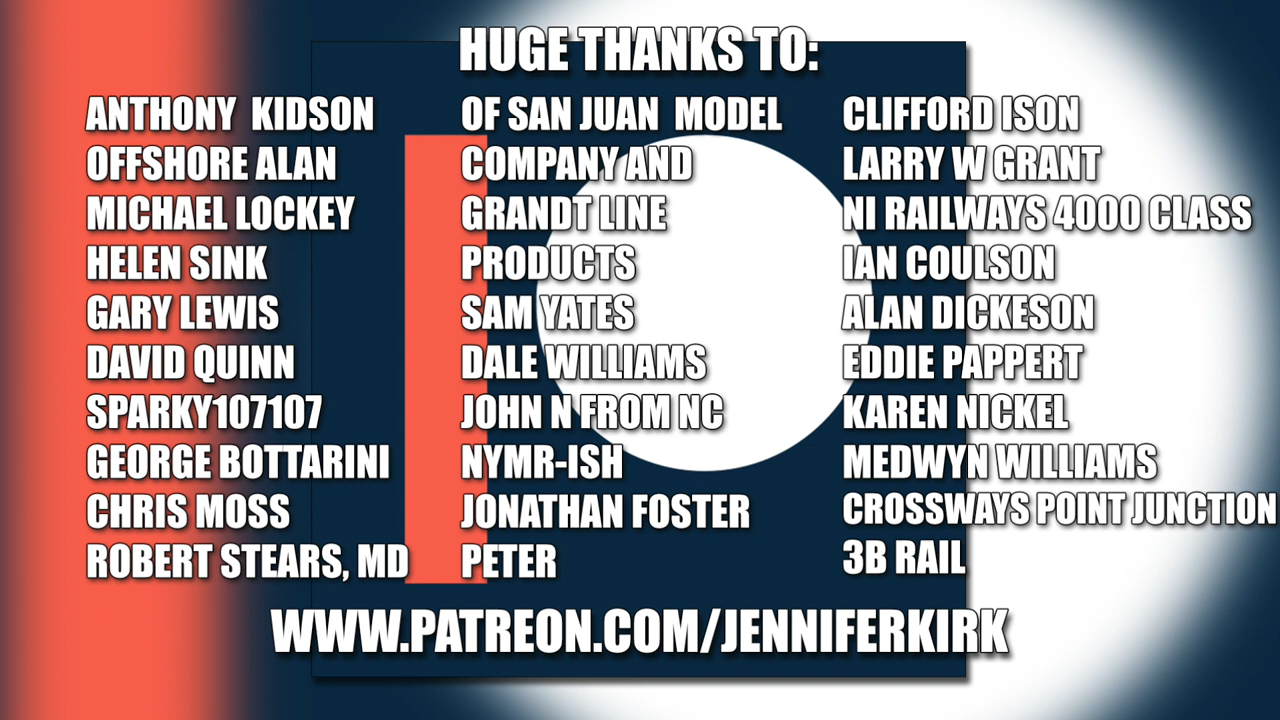 HUGE THANKS TO:
ANTHONY KIDSON
OFFSHORE ALAN
MICHAEL LOCKEY
HELEN SINK
GARY LEWIS
DAVID QUINN
SPARKY107107
GEORGE BOTTARINI
CHRIS MOSS
ROBERT STEARS, MD
OF SAN JUAN MODEL
COMPANY AND
GRANDT LINE
PRODUCTS
SAM YATES
DALE WILLIAMS
JOHN N FROM NC
NYMR-ISH
JONATHAN FOSTER
PETER
CLIFFORD ISON
LARRY W GRANT
NI RAILWAYS 4000 CLASS
IAN COULSON
ALAN DICKESON
EDDIE PAPPERT
KAREN NICKEL
MEDWYN WILLIAMS
CROSSWAYS POINT JUNCTION
3B RAIL
WWW.PATREON.COM/JENNIFERKIRK